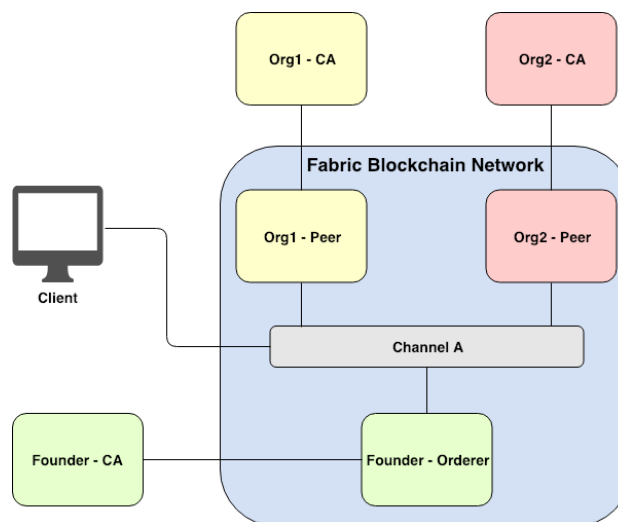 Org1 - CA
Org2 - CA
Fabric Blockchain Network
Org1 - Peer
Org2 - Peer
Client
Channel A
Founder - CA
Founder - Orderer